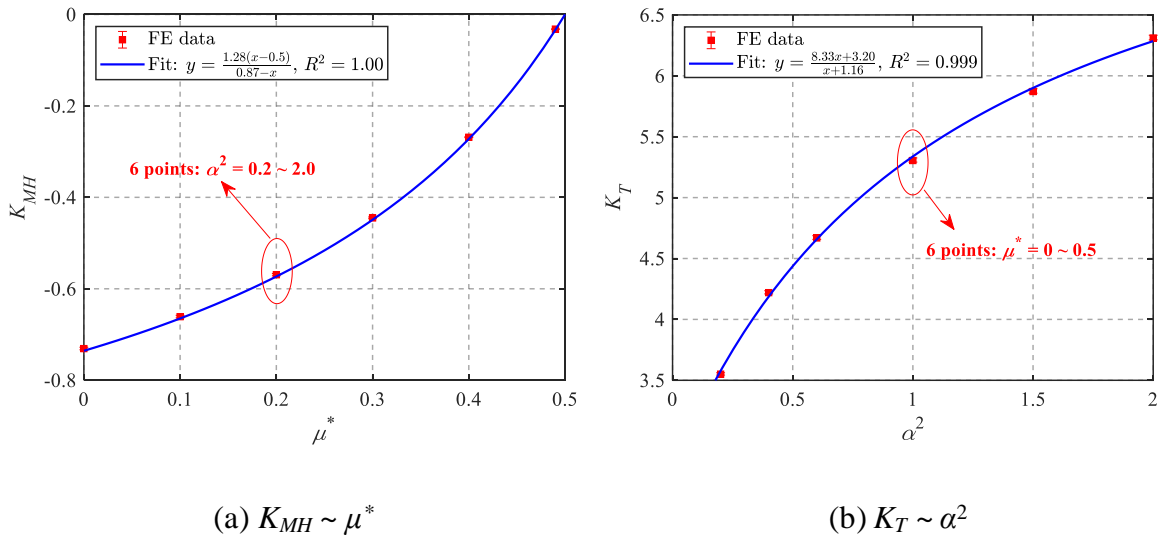 0
-0.2
-0.4
-0.6
-0.8
K_MH
FE data
Fit: y = \frac{1.28(x-0.5)}{0.87-x}, R² = 1.00
6 points: α² = 0.2 ~ 2.0
0 0.1 0.2 0.3 0.4 0.5
μ*
(a) K_MH ~ μ*
6.5
6
5.5
5
4.5
4
3.5
K_T
FE data
Fit: y = \frac{8.33x+3.20}{x+1.16}, R² = 0.999
6 points: μ* = 0 ~ 0.5
0 0.5 1 1.5 2
α²
(b) K_T ~ α²